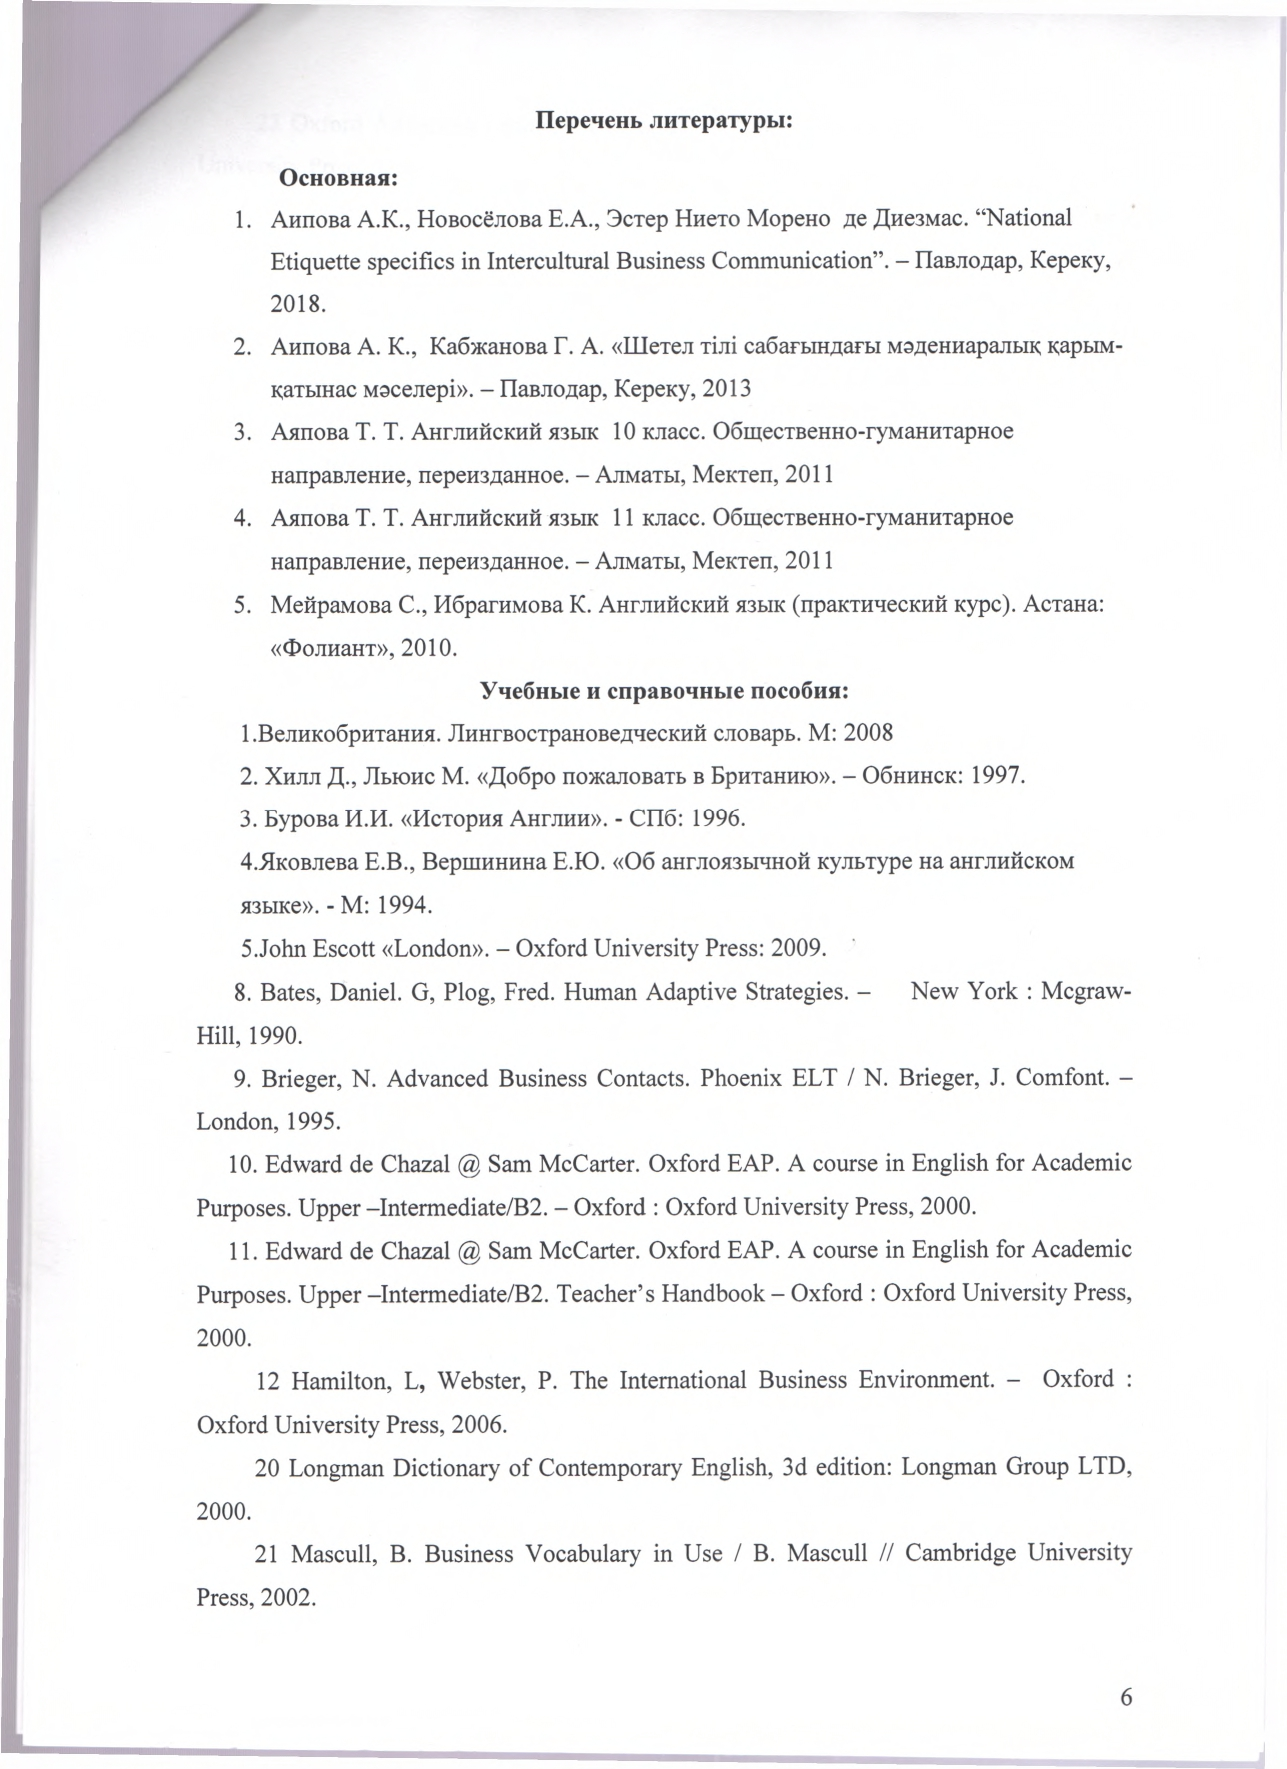 Перечень литературы:
Основная:
1. Аипова А.К., Новосёлова Е.А., Эстер Нието Морено де Диезмас. “National
Etiquette specifics in Intercultural Business Communication”. – Павлодар, Кереку,
2018.
2. Аипова А. К., Кабжанова Г. А. «Шетел тілі сабағындағы мәдениаралық қарым-
қатынас мәселері». – Павлодар, Кереку, 2013
3. Аяпова Т. Т. Английский язык 10 класс. Общественно-гуманитарное
направление, переизданное. – Алматы, Мектеп, 2011
4. Аяпова Т. Т. Английский язык 11 класс. Общественно-гуманитарное
направление, переизданное. – Алматы, Мектеп, 2011
5. Мейрамова С., Ибрагимова К. Английский язык (практический курс). Астана:
«Фолиант», 2010.
Учебные и справочные пособия:
1.Великобритания. Лингвострановедческий словарь. М: 2008
2. Хилл Д., Льюис М. «Добро пожаловать в Британию». – Обнинск: 1997.
3. Бурова И.И. «История Англии». - СПб: 1996.
4.Яковлева Е.В., Вершинина Е.Ю. «Об англоязычной культуре на английском
языке». - М: 1994.
5.John Escott «London». – Oxford University Press: 2009.
8. Bates, Daniel. G, Plog, Fred. Human Adaptive Strategies. – New York : Mcgraw-
Hill, 1990.
9. Brieger, N. Advanced Business Contacts. Phoenix ELT / N. Brieger, J. Comfont. –
London, 1995.
10. Edward de Chazal @ Sam McCarter. Oxford EAP. A course in English for Academic
Purposes. Upper –Intermediate/B2. – Oxford : Oxford University Press, 2000.
11. Edward de Chazal @ Sam McCarter. Oxford EAP. A course in English for Academic
Purposes. Upper –Intermediate/B2. Teacher’s Handbook – Oxford : Oxford University Press,
2000.
12 Hamilton, L, Webster, P. The International Business Environment. – Oxford :
Oxford University Press, 2006.
20 Longman Dictionary of Contemporary English, 3d edition: Longman Group LTD,
2000.
21 Mascull, B. Business Vocabulary in Use / B. Mascull // Cambridge University
Press, 2002.
6